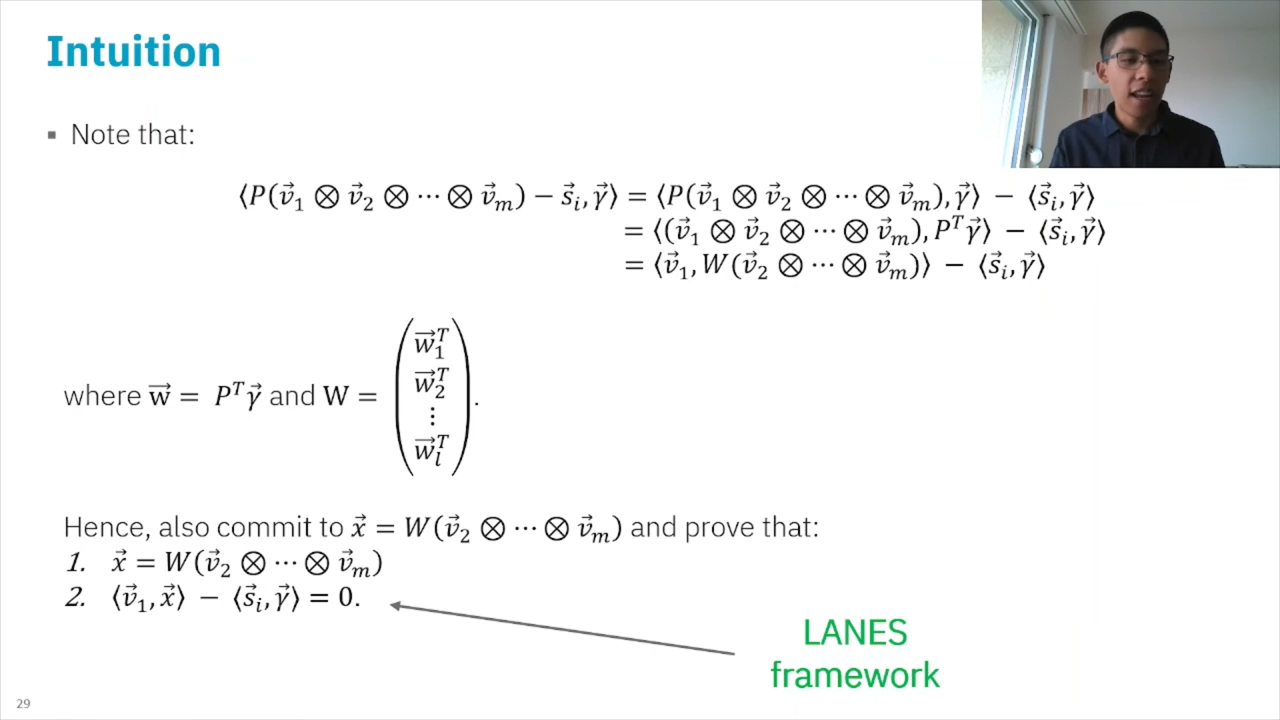 Intuition
▪ Note that:
⟨P(v⃗₁ ⊗ v⃗₂ ⊗ ⋯ ⊗ v⃗ₘ) − s⃗ᵢ, γ⃗⟩ = ⟨P(v⃗₁ ⊗ v⃗₂ ⊗ ⋯ ⊗ v⃗ₘ), γ⃗⟩ − ⟨s⃗ᵢ, γ⃗⟩
= ⟨(v⃗₁ ⊗ v⃗₂ ⊗ ⋯ ⊗ v⃗ₘ), Pᵀγ⃗⟩ − ⟨s⃗ᵢ, γ⃗⟩
= ⟨v⃗₁, W(v⃗₂ ⊗ ⋯ ⊗ v⃗ₘ)⟩ − ⟨s⃗ᵢ, γ⃗⟩
where w⃗ = Pᵀγ⃗ and W = (w⃗₁ᵀ w⃗₂ᵀ ⋮ w⃗ₗᵀ).
Hence, also commit to x⃗ = W(v⃗₂ ⊗ ⋯ ⊗ v⃗ₘ) and prove that:
1. x⃗ = W(v⃗₂ ⊗ ⋯ ⊗ v⃗ₘ)
2. ⟨v⃗₁, x⃗⟩ − ⟨s⃗ᵢ, γ⃗⟩ = 0.
LANES
framework
29